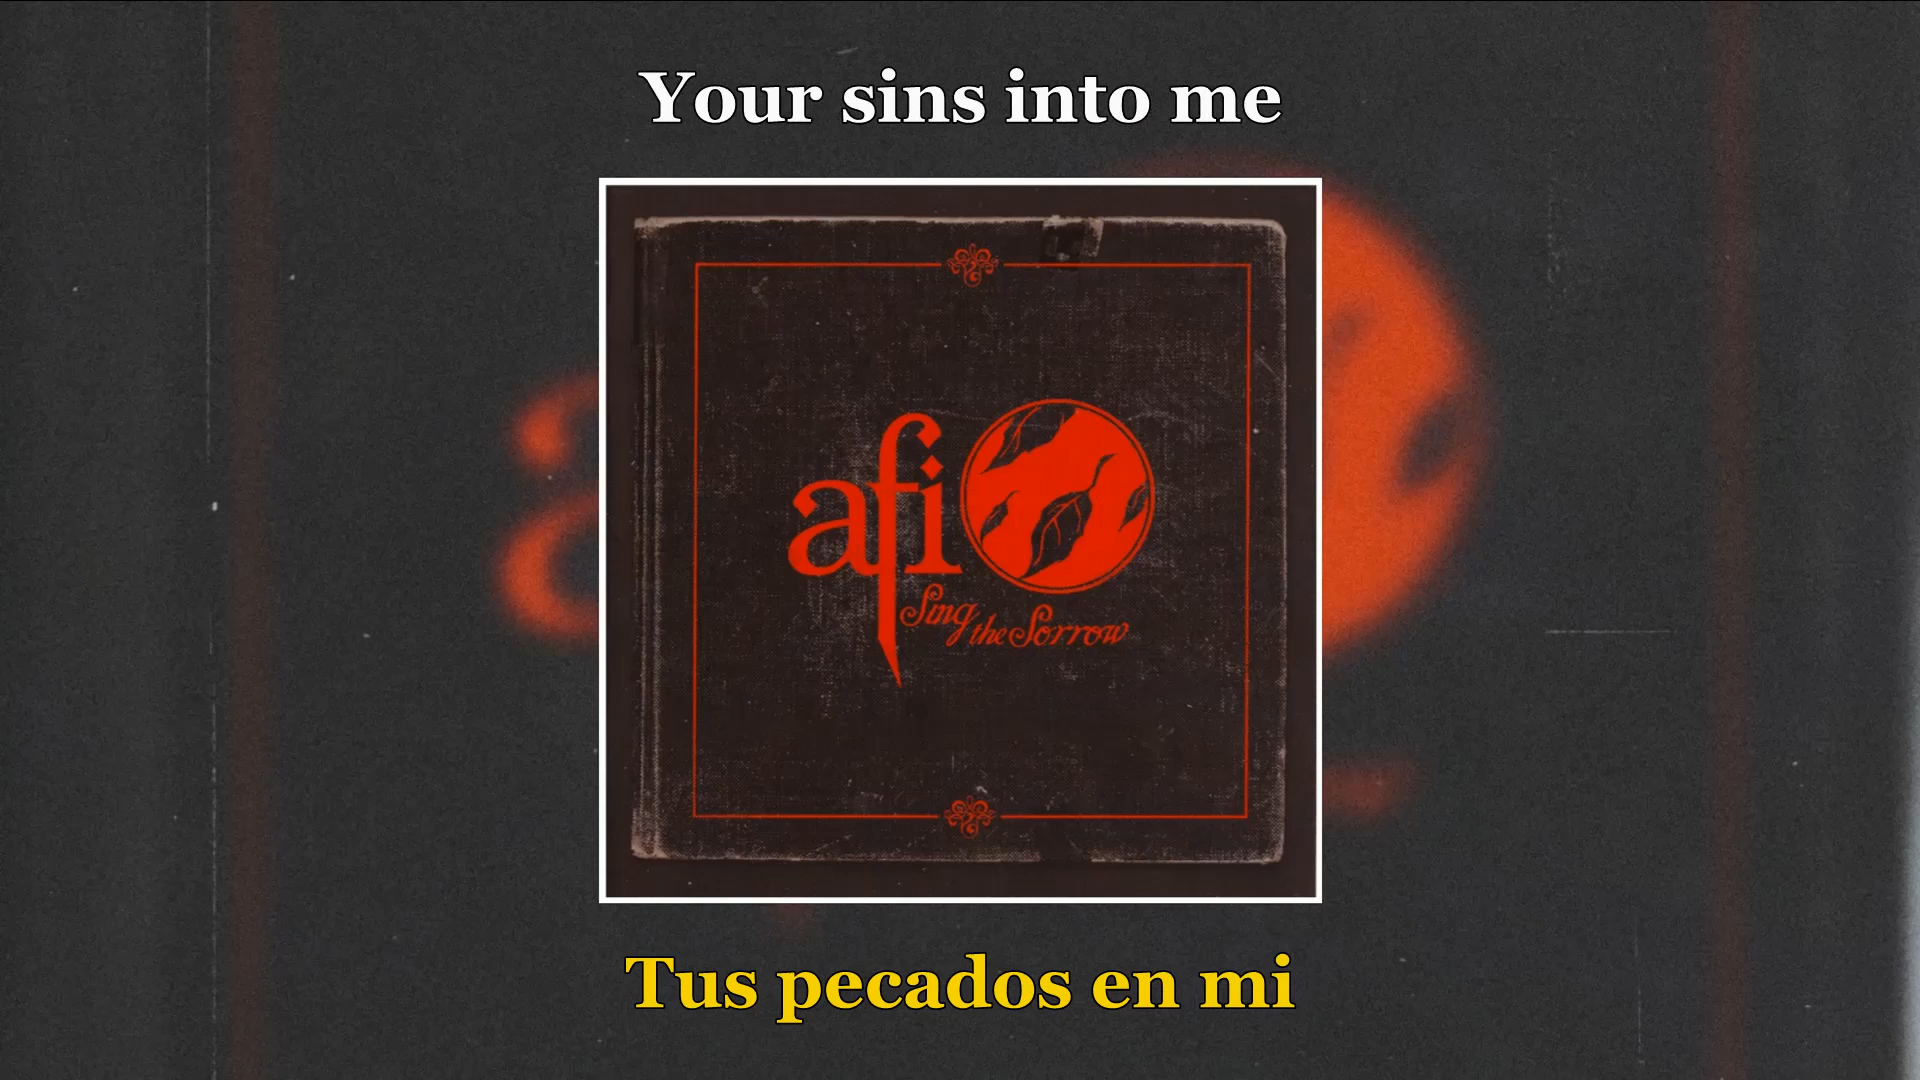 Your sins into me
afi
Sing the Sorrow
Tus pecados en mi